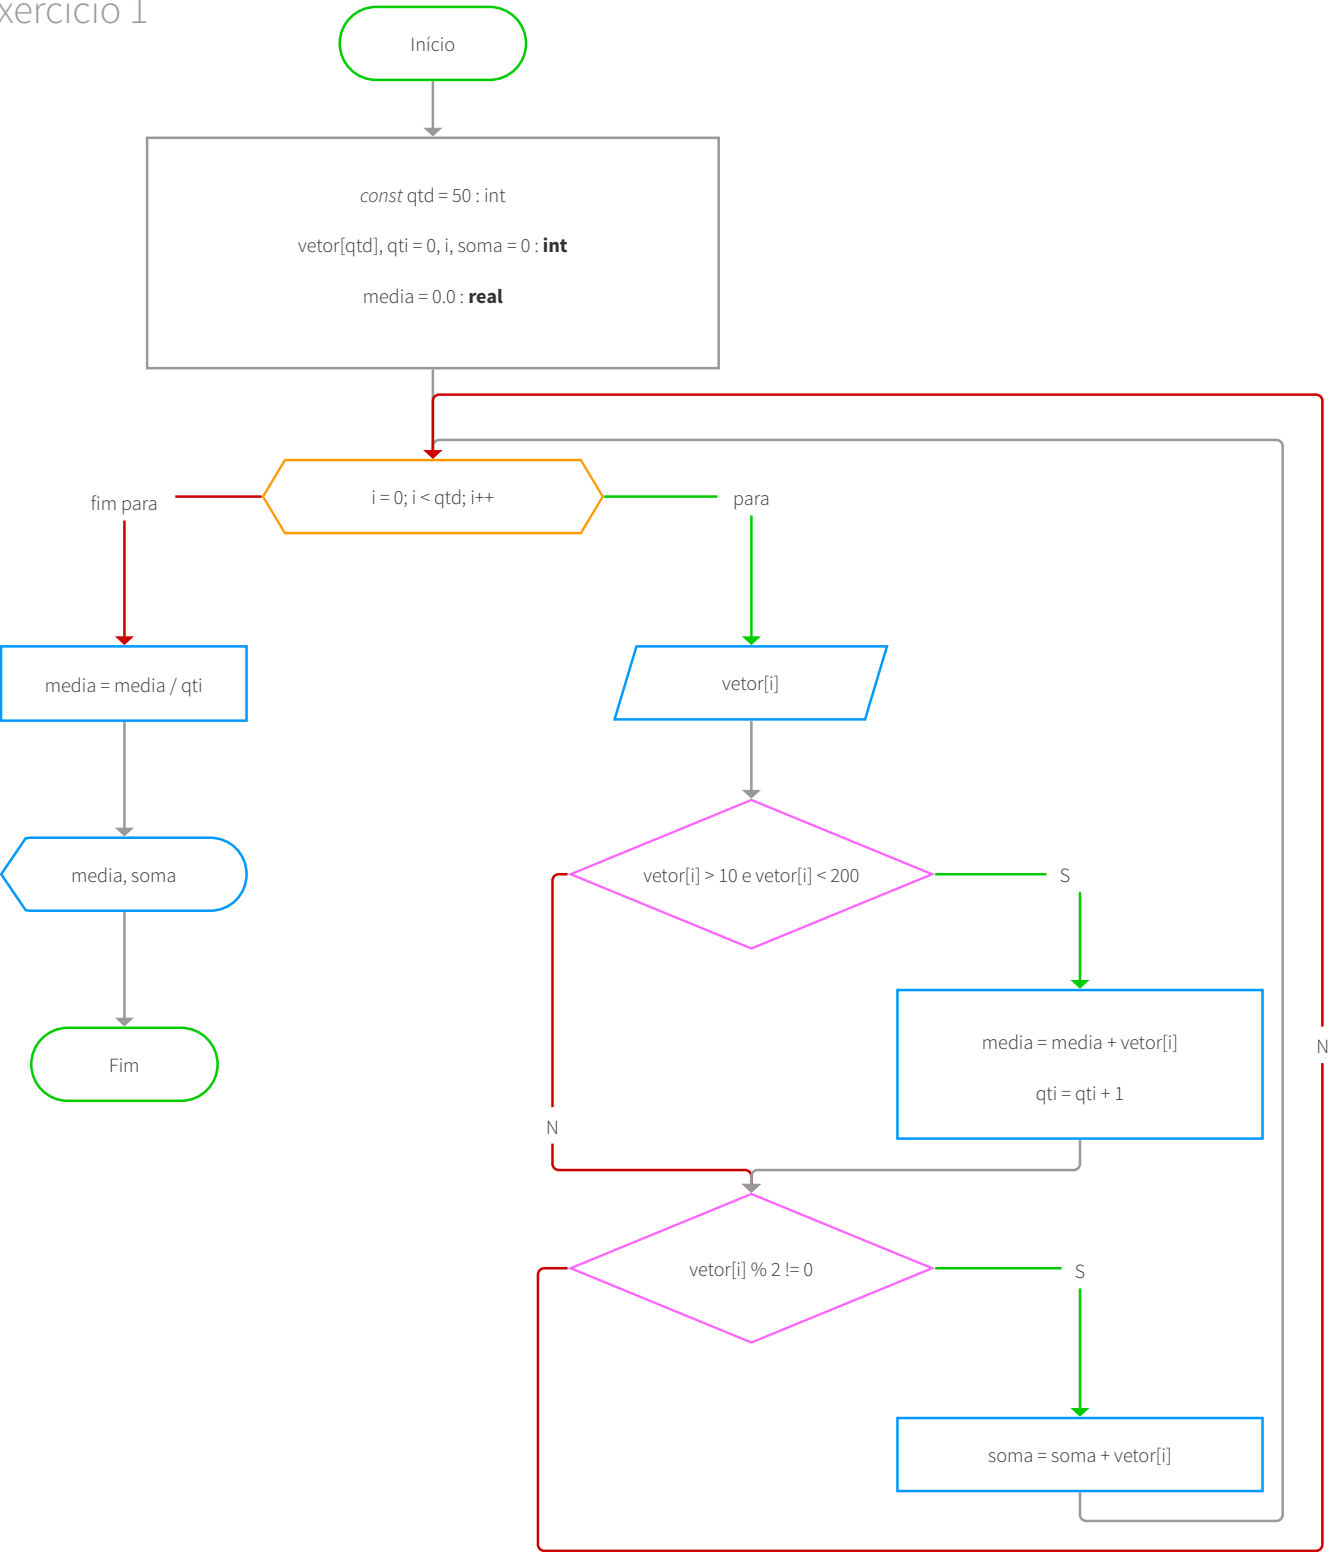 xercício 1
Início
const qtd = 50 : int
vetor[qtd], qti = 0, i, soma = 0 : int
media = 0.0 : real
i = 0; i < qtd; i++
fim para
para
media = media / qti
vetor[i]
media, soma
vetor[i] > 10 e vetor[i] < 200
S
media = media + vetor[i]
qti = qti + 1
N
Fim
N
vetor[i] % 2 != 0
S
soma = soma + vetor[i]